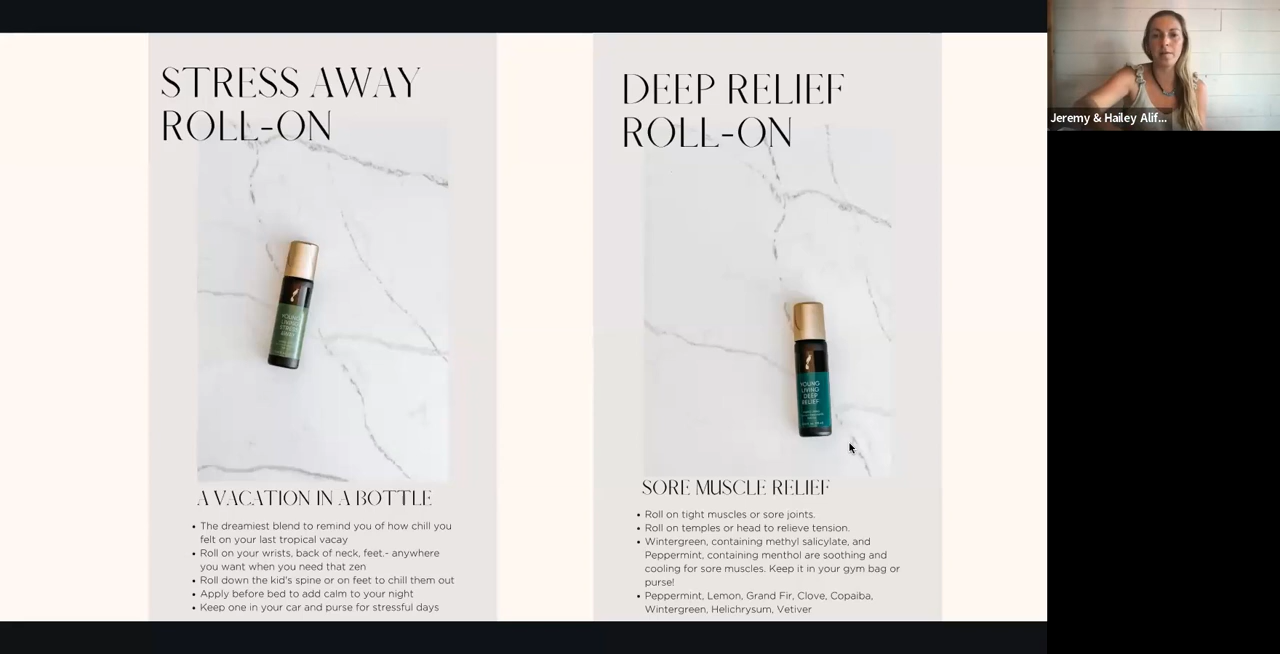 STRESS AWAY
ROLL-ON
YOUNG
LIVING
STRESS
AWAY
A VACATION IN A BOTTLE
• The dreamiest blend to remind you of how chill you
felt on your last tropical vacay
• Roll on your wrists, back of neck, feet.- anywhere
you want when you need that zen
• Roll down the kid's spine or on feet to chill them out
• Apply before bed to add calm to your night
• Keep one in your car and purse for stressful days
DEEP RELIEF
ROLL-ON
YOUNG
LIVING
DEEP
RELIEF
SORE MUSCLE RELIEF
• Roll on tight muscles or sore joints.
• Roll on temples or head to relieve tension.
• Wintergreen, containing methyl salicylate, and
Peppermint, containing menthol are soothing and
cooling for sore muscles. Keep it in your gym bag or
purse!
• Peppermint, Lemon, Grand Fir, Clove, Copaiba,
Wintergreen, Helichrysum, Vetiver
Jeremy & Hailey Alif...